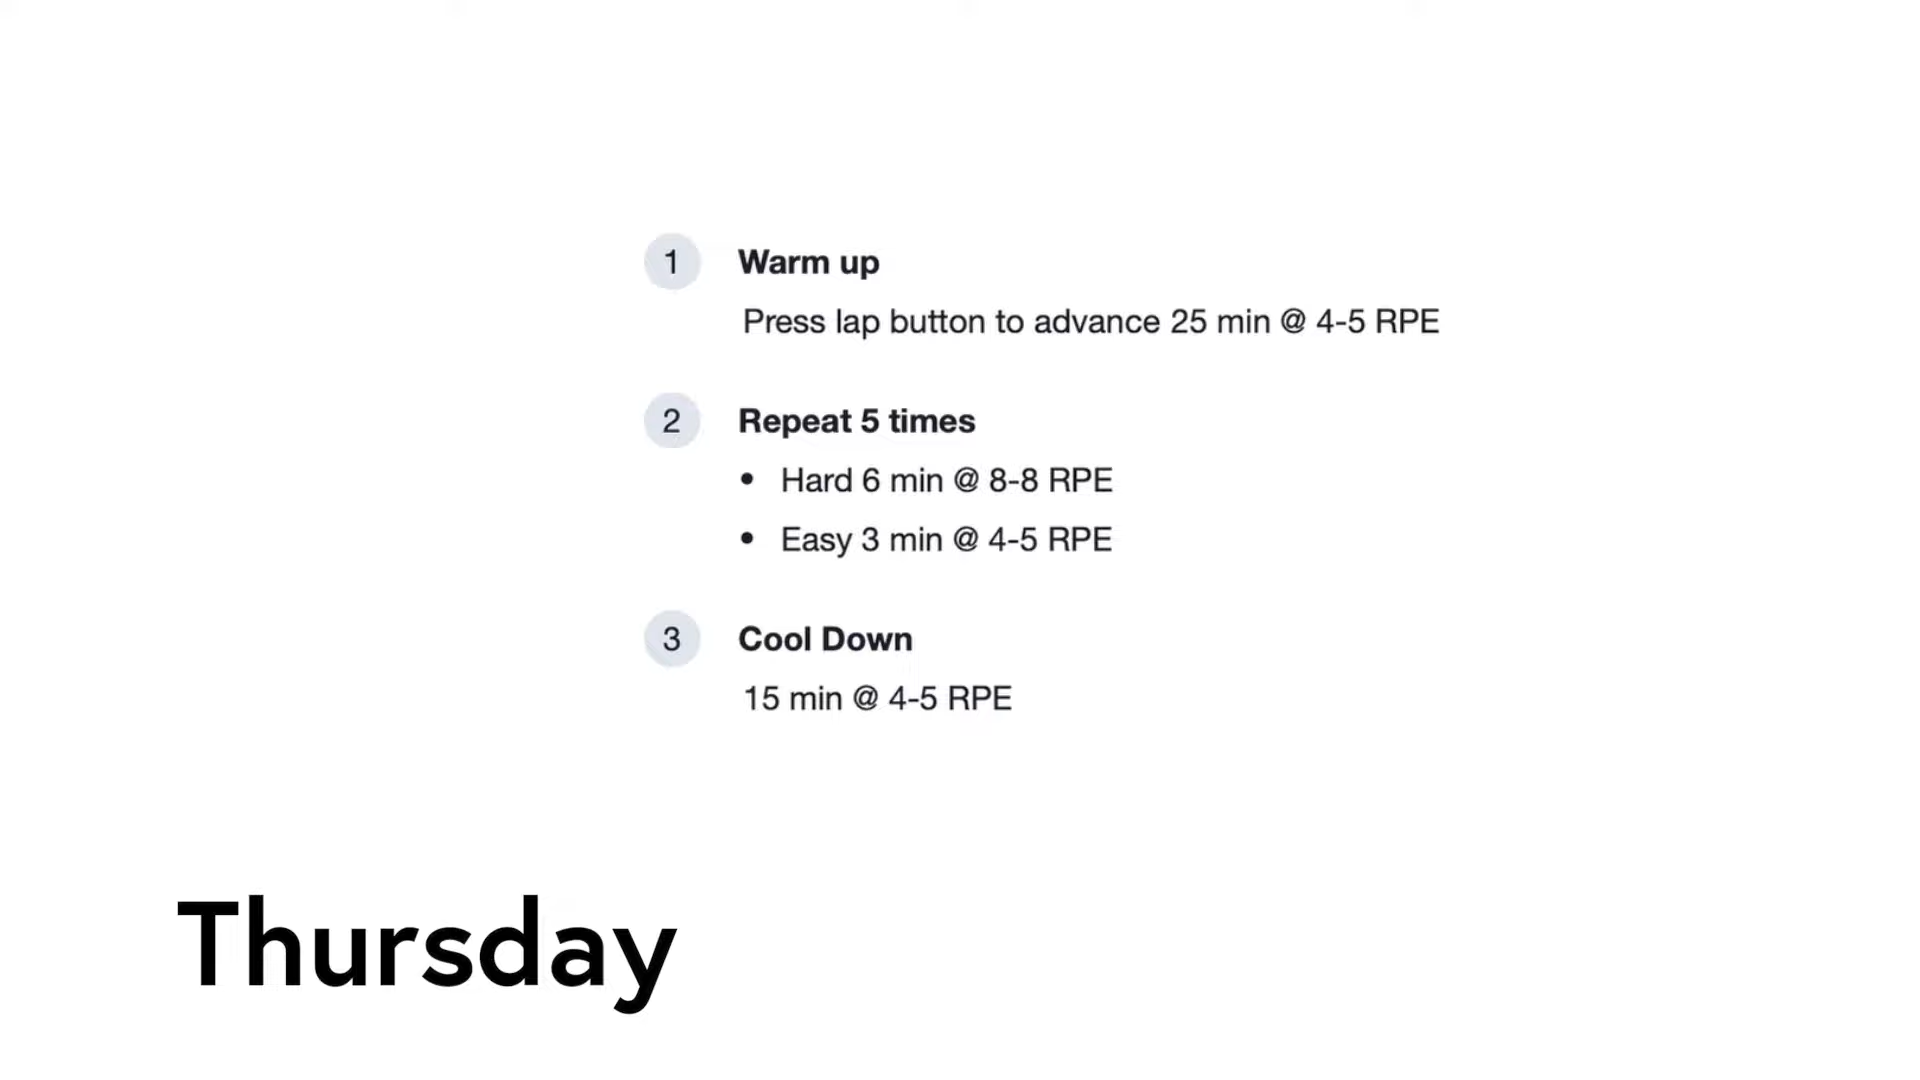 1 Warm up
Press lap button to advance 25 min @ 4-5 RPE
2 Repeat 5 times
• Hard 6 min @ 8-8 RPE
• Easy 3 min @ 4-5 RPE
3 Cool Down
15 min @ 4-5 RPE
Thursday